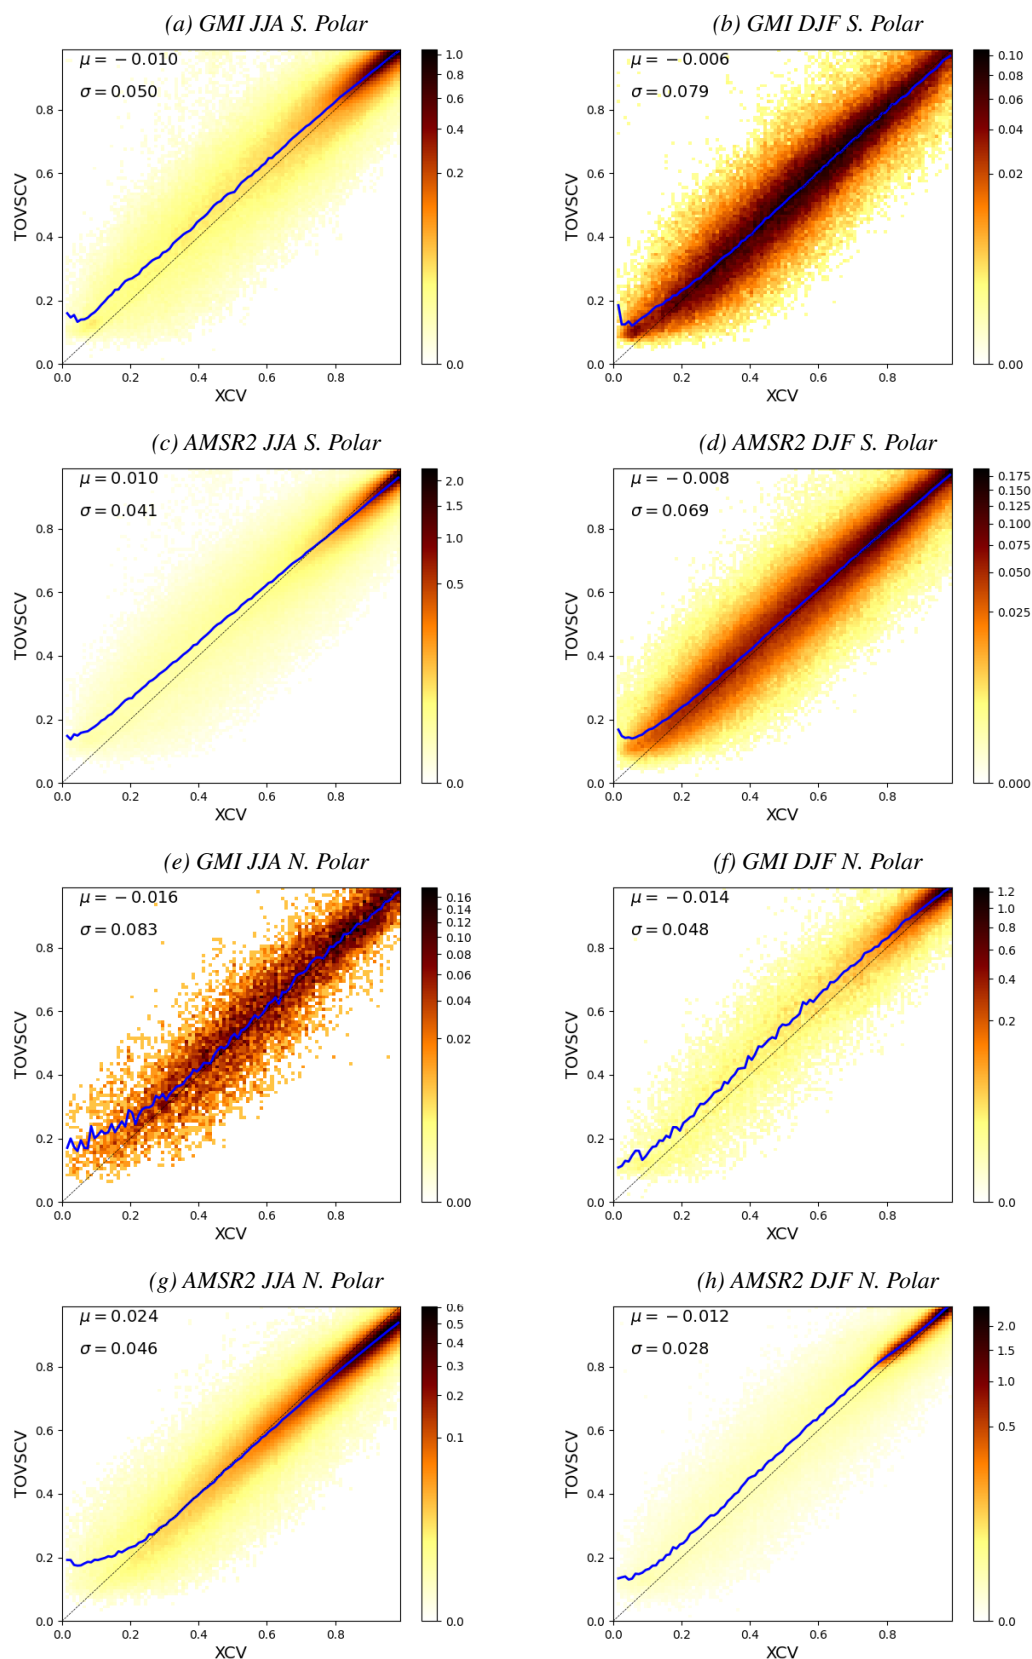 (a) GMI JJA S. Polar
μ = −0.010
σ = 0.050
TOVSCV
XCV
0.0 0.2 0.4 0.6 0.8
0.0 0.2 0.4 0.6 0.8
1.0 0.8 0.6 0.4 0.2 0.0
(b) GMI DJF S. Polar
μ = −0.006
σ = 0.079
TOVSCV
XCV
0.0 0.2 0.4 0.6 0.8
0.0 0.2 0.4 0.6 0.8
0.10 0.08 0.06 0.04 0.02 0.00
(c) AMSR2 JJA S. Polar
μ = 0.010
σ = 0.041
TOVSCV
XCV
0.0 0.2 0.4 0.6 0.8
0.0 0.2 0.4 0.6 0.8
2.0 1.5 1.0 0.5 0.0
(d) AMSR2 DJF S. Polar
μ = −0.008
σ = 0.069
TOVSCV
XCV
0.0 0.2 0.4 0.6 0.8
0.0 0.2 0.4 0.6 0.8
0.175 0.150 0.125 0.100 0.075 0.050 0.025 0.000
(e) GMI JJA N. Polar
μ = −0.016
σ = 0.083
TOVSCV
XCV
0.0 0.2 0.4 0.6 0.8
0.0 0.2 0.4 0.6 0.8
0.16 0.14 0.12 0.10 0.08 0.06 0.04 0.02 0.00
(f) GMI DJF N. Polar
μ = −0.014
σ = 0.048
TOVSCV
XCV
0.0 0.2 0.4 0.6 0.8
0.0 0.2 0.4 0.6 0.8
1.2 1.0 0.8 0.6 0.4 0.2 0.0
(g) AMSR2 JJA N. Polar
μ = 0.024
σ = 0.046
TOVSCV
XCV
0.0 0.2 0.4 0.6 0.8
0.0 0.2 0.4 0.6 0.8
0.6 0.5 0.4 0.3 0.2 0.1 0.0
(h) AMSR2 DJF N. Polar
μ = −0.012
σ = 0.028
TOVSCV
XCV
0.0 0.2 0.4 0.6 0.8
0.0 0.2 0.4 0.6 0.8
2.0 1.5 1.0 0.5 0.0